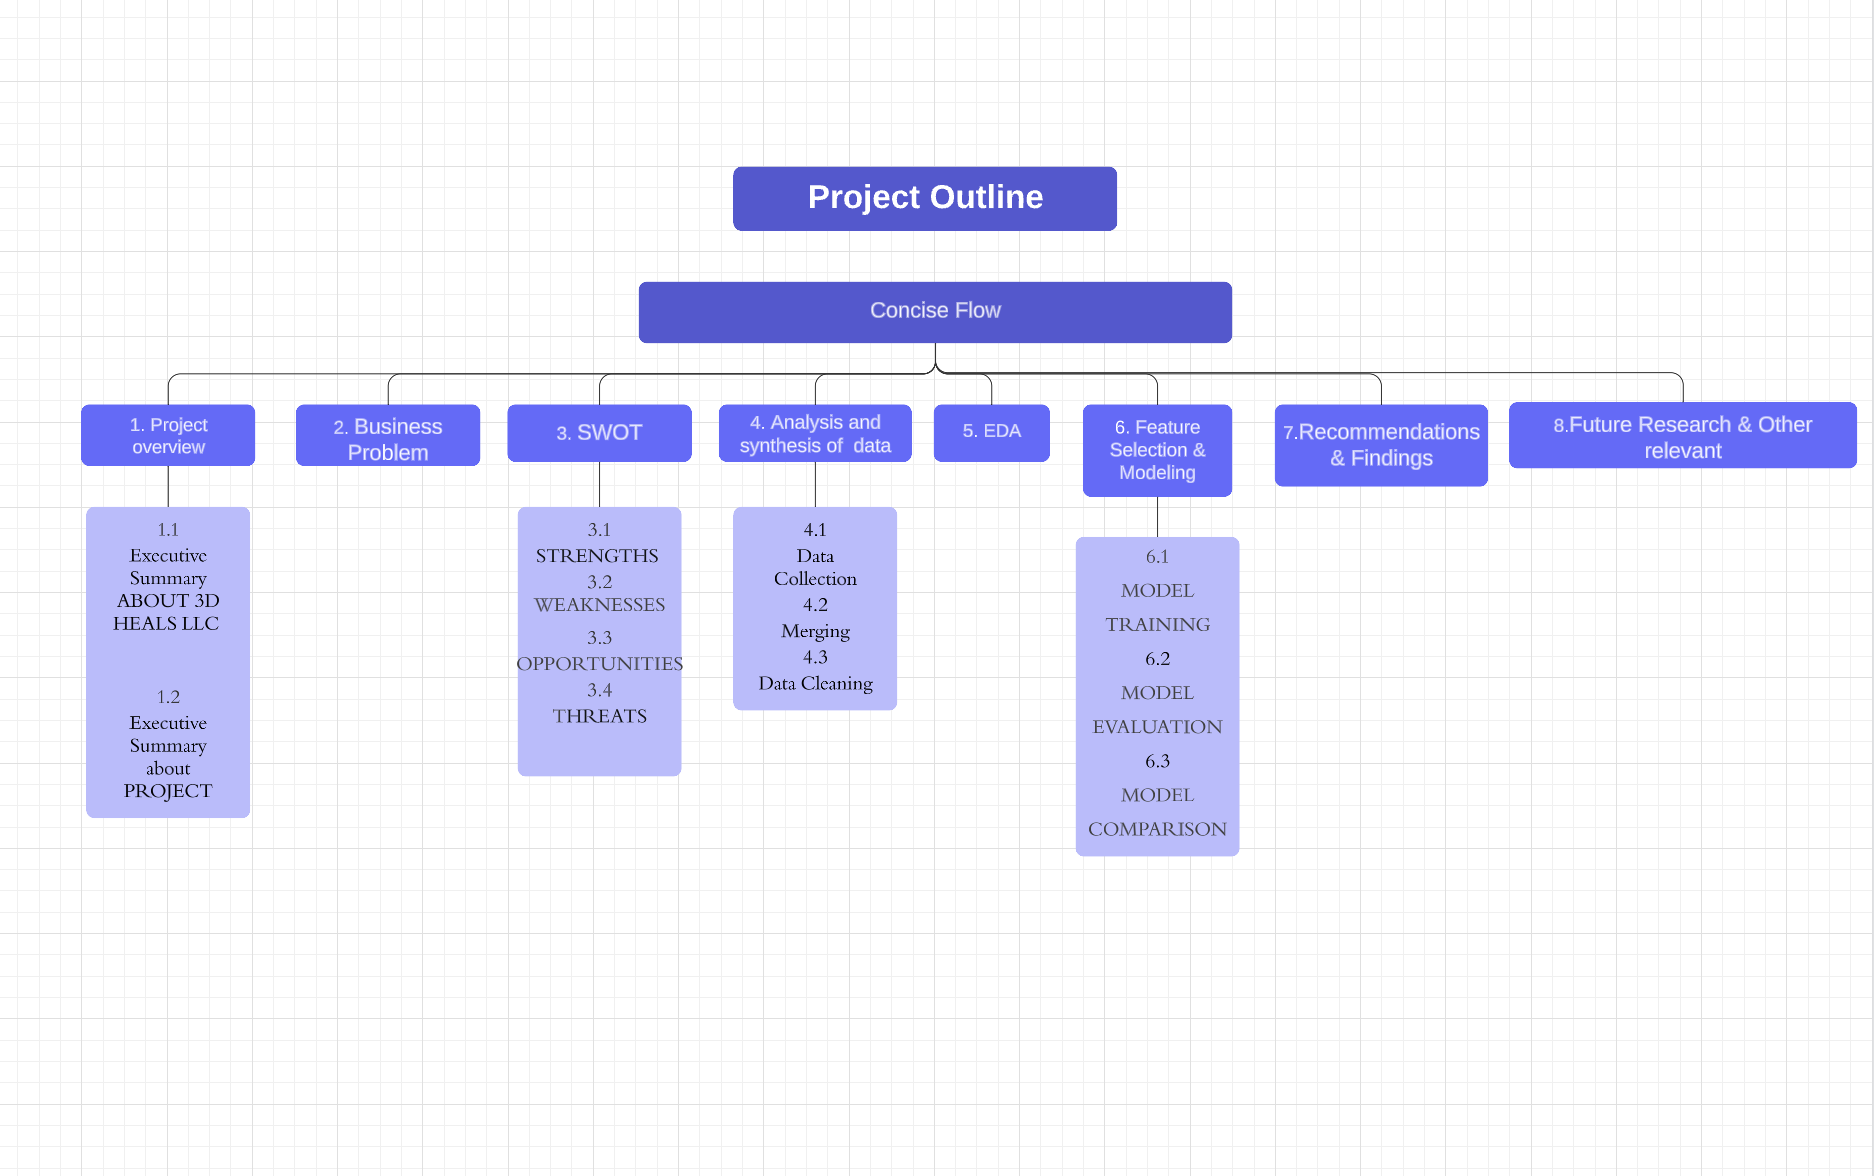 Project Outline
Concise Flow
1. Project
overview
2. Business
Problem
3. SWOT
4. Analysis and
synthesis of  data
5. EDA
6. Feature
Selection &
Modeling
7.Recommendations
& Findings
8.Future Research & Other
relevant
1.1
Executive
Summary
ABOUT 3D
HEALS LLC
1.2
Executive
Summary
about
PROJECT
3.1
STRENGTHS
3.2
WEAKNESSES
3.3
OPPORTUNITIES
3.4
THREATS
4.1
Data
Collection
4.2
Merging
4.3
Data Cleaning
6.1
MODEL
TRAINING
6.2
MODEL
EVALUATION
6.3
MODEL
COMPARISON